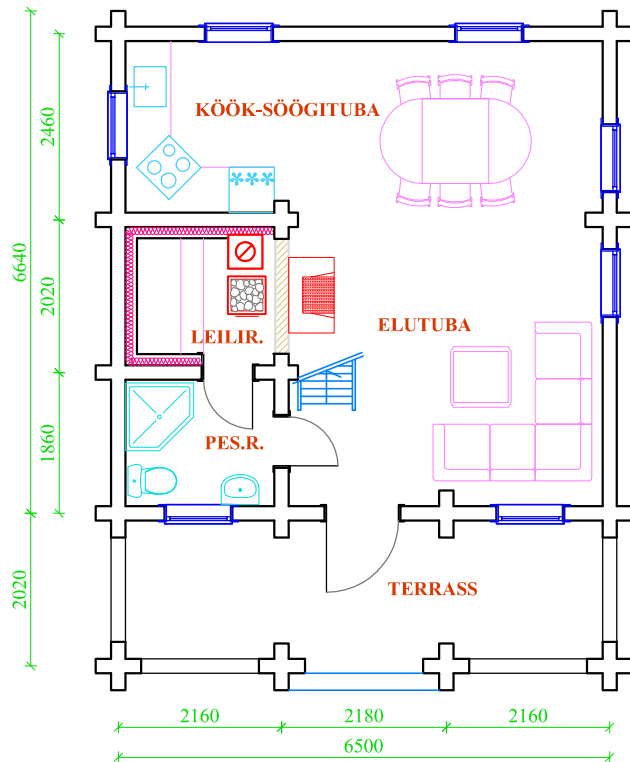 KÖÖK-SÖÖGITUBA
2460
6640
2020
LEILIR.
ELUTUBA
1860
PES.R.
2020
TERRASS
2160
2180
2160
6500